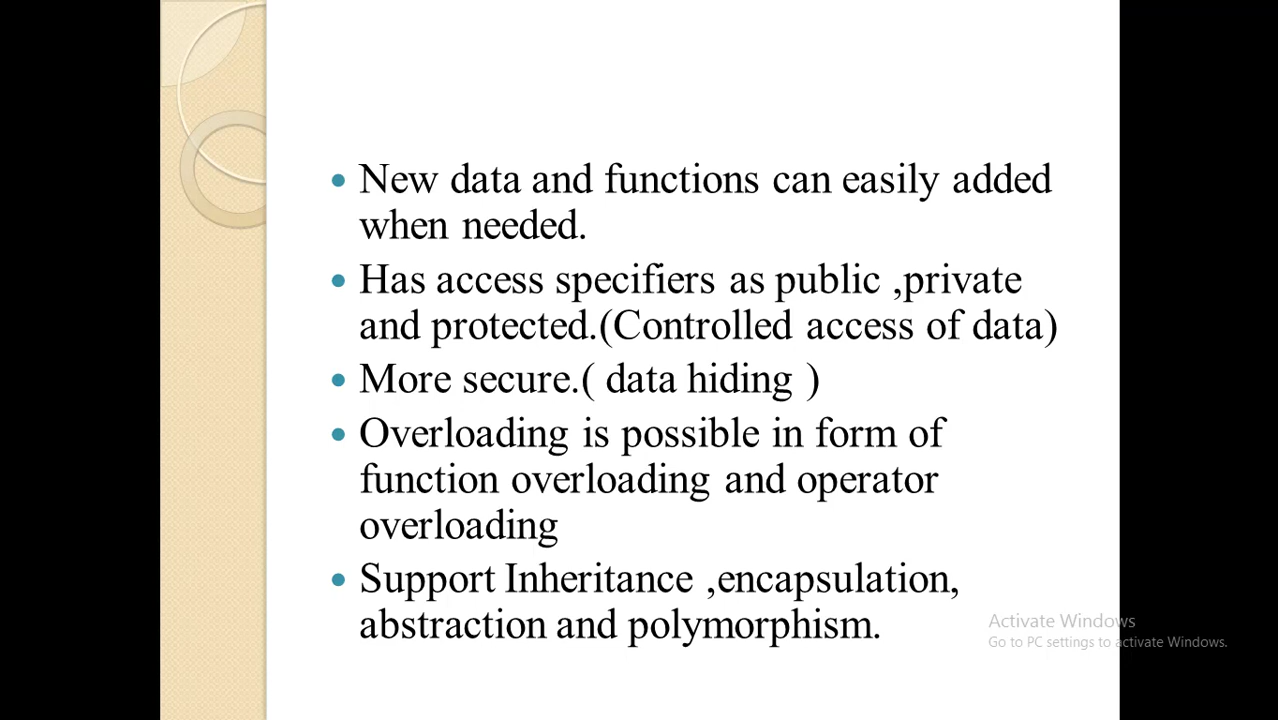 New data and functions can easily added
when needed.
Has access specifiers as public ,private
and protected.(Controlled access of data)
More secure.( data hiding )
Overloading is possible in form of
function overloading and operator
overloading
Support Inheritance ,encapsulation,
abstraction and polymorphism.
Activate Windows
Go to PC settings to activate Windows.